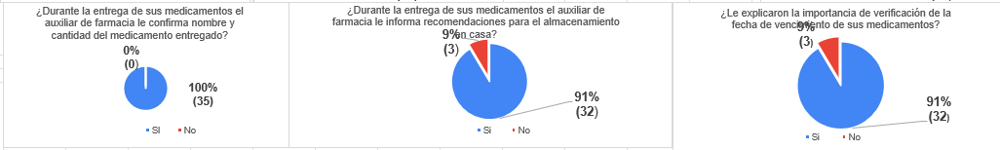 ¿Durante la entrega de sus medicamentos el
auxiliar de farmacia le confirma nombre y
cantidad del medicamento entregado?
0%
(0)
100%
(35)
SI No
¿Durante la entrega de sus medicamentos el auxiliar de
farmacia le informa recomendaciones para el almacenamiento
en casa?
9%
(3)
91%
(32)
Si No
¿Le explicaron la importancia de verificación de la
fecha de vencimiento de sus medicamentos?
9%
(3)
91%
(32)
Si No